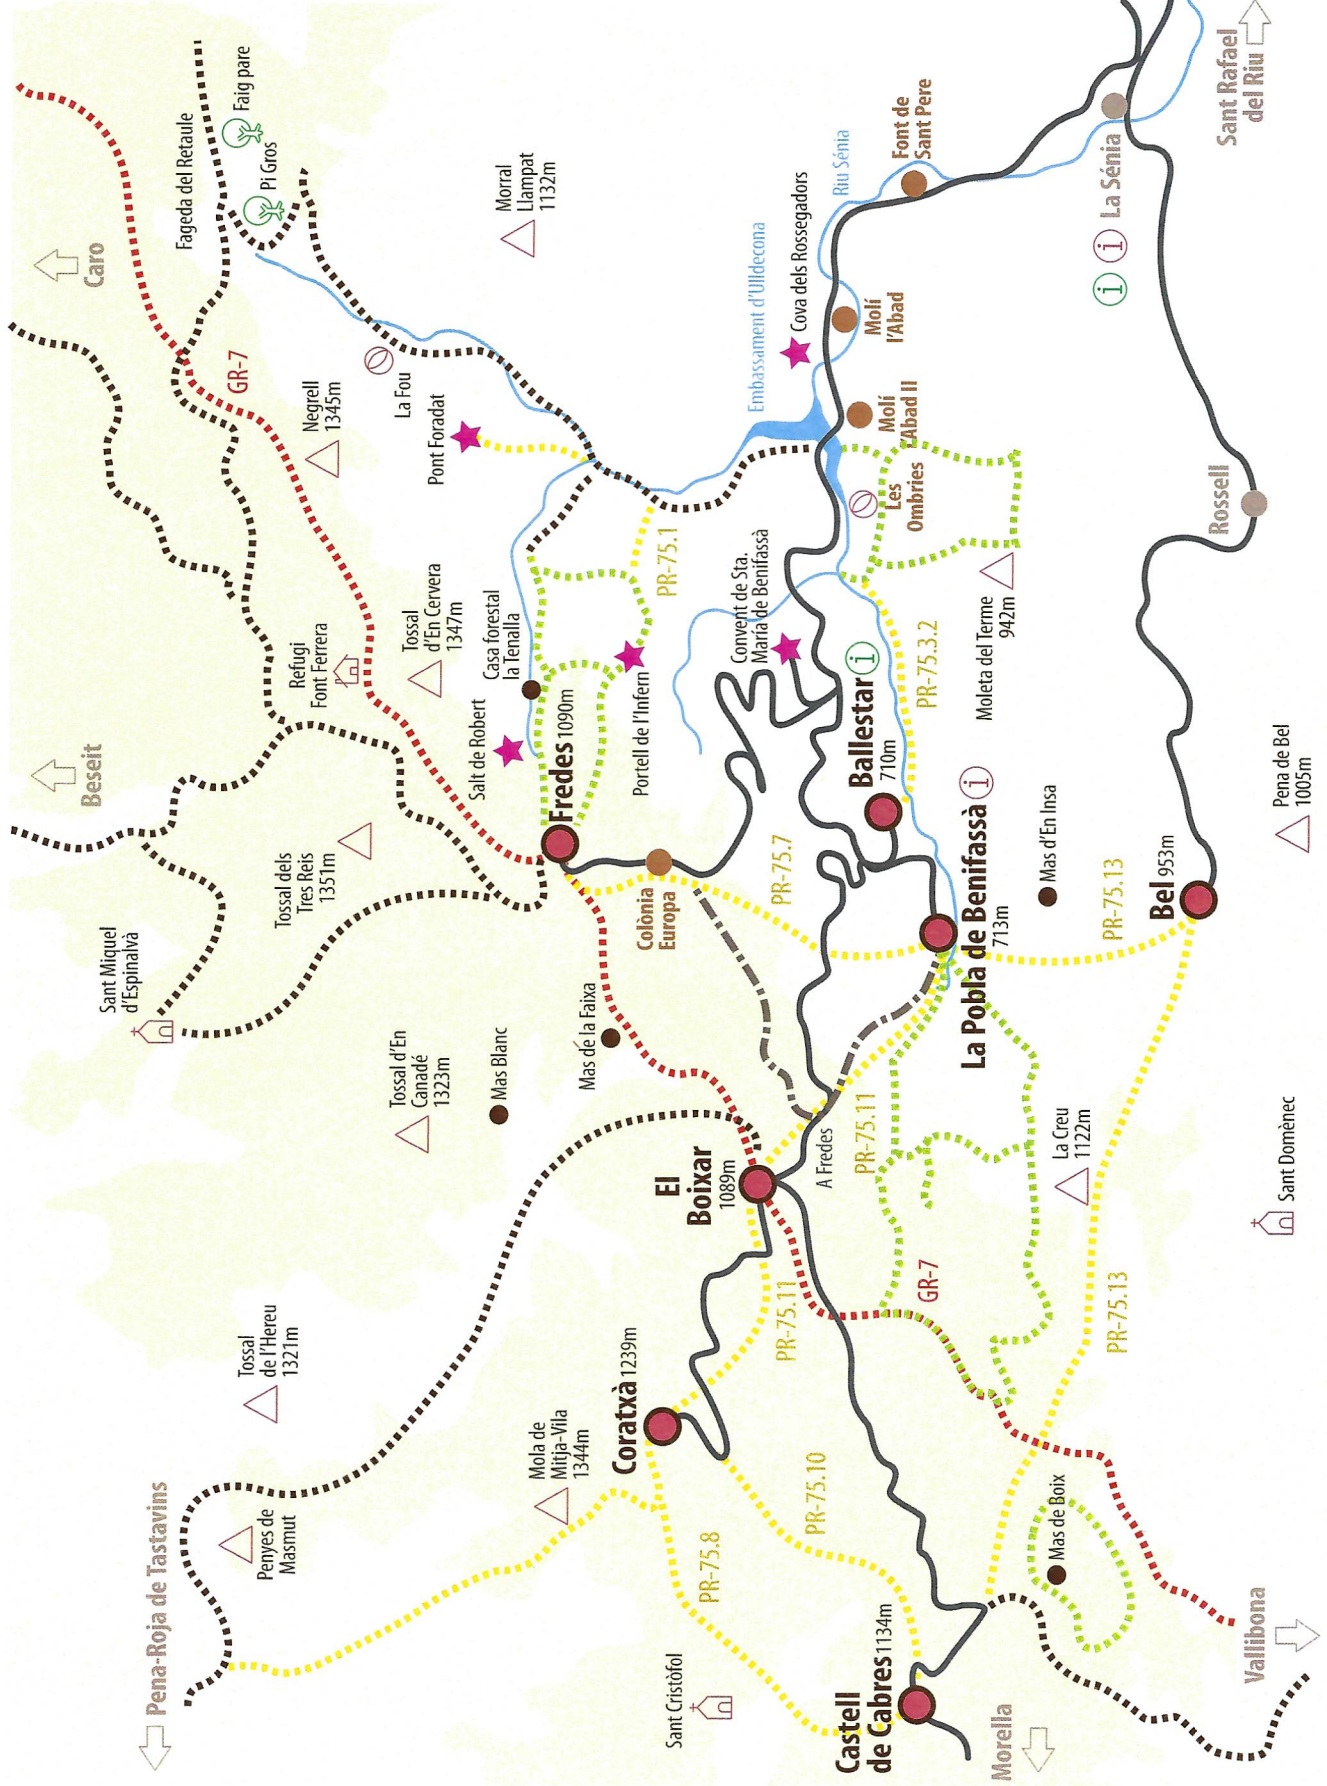 Pena-Roja de Tastavins
Penyes de
Masmut
Tossal
de l'Hereu
1321m
Sant Miquel
d'Espinalvà
Beseit
Caro
Tossal dels
Tres Reis
1351m
Refugi
Font Ferrera
GR-7
Negrell
1345m
Fageda del Retaule
Pi Gros
Faig pare
Tossal d'En
Canadé
1323m
Mas Blanc
Tossal
d'En Cervera
1347m
La Fou
Pont Foradat
Morral
Llampat
1132m
Salt de Robert
Casa forestal
la Tenalla
Mola de
Mitja-Vila
1344m
Mas de la Faixa
Fredes 1090m
Portell de l'Infern
PR-75.1
Coratxà 1239m
El
Boixar
1089m
Colònia
Europa
Sant Cristòfol
PR-75.8
PR-75.10
PR-75.11
A Fredes
PR-75.7
Convent de Sta.
María de Benifassà
Embassament d'Ulldecona
Cova dels Rossegadors
Riu Sénia
Castell
de Cabres 1134m
PR-75.11
Ballestar
710m
i
Les
Ombries
Molí
l'Abad II
Molí
l'Abad
Font de
Sant Pere
GR-7
La Pobla de Benifassà
713m
i
PR-75.3.2
Moleta del Terme
942m
Morella
Mas de Boix
La Creu
1122m
Mas d'En Insa
PR-75.13
PR-75.13
Bel 953m
i
i
La Sénia
Rossell
Vallibona
Sant Domènec
Pena de Bel
1005m
Sant Rafael
del Riu